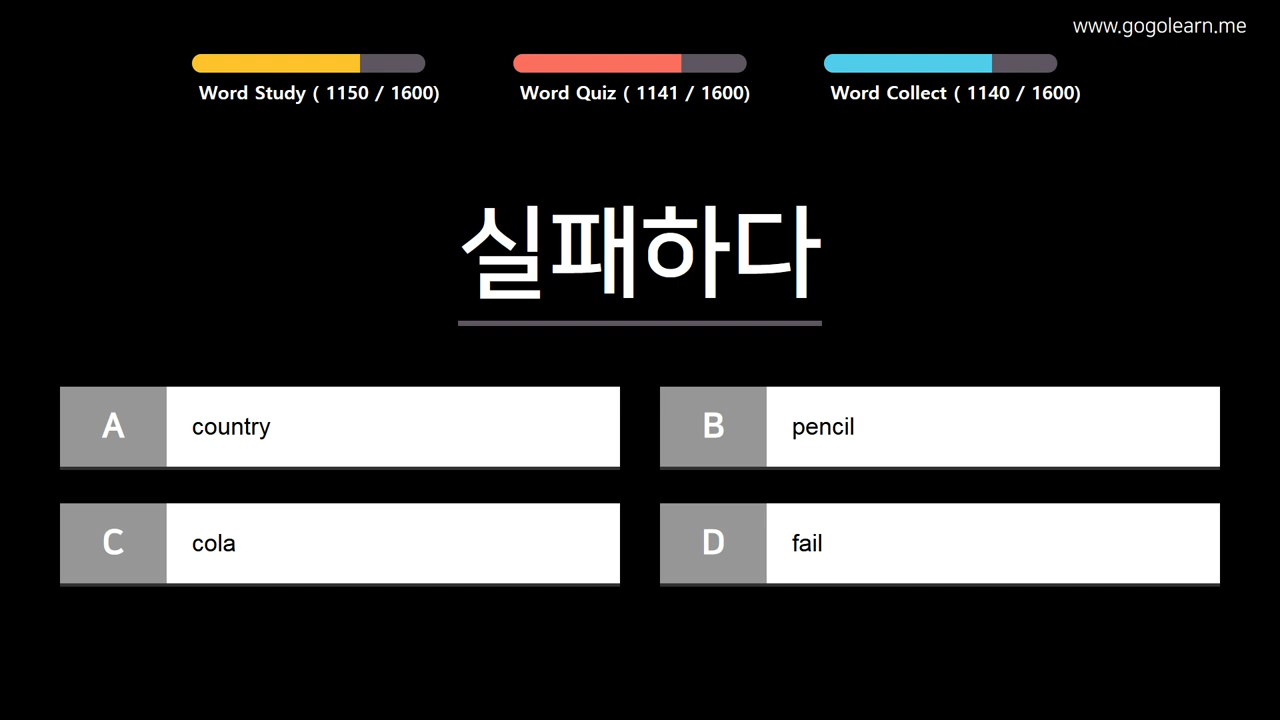 www.gogolearn.me
Word Study ( 1150 / 1600)
Word Quiz ( 1141 / 1600)
Word Collect ( 1140 / 1600)
실패하다
A
country
B
pencil
C
cola
D
fail